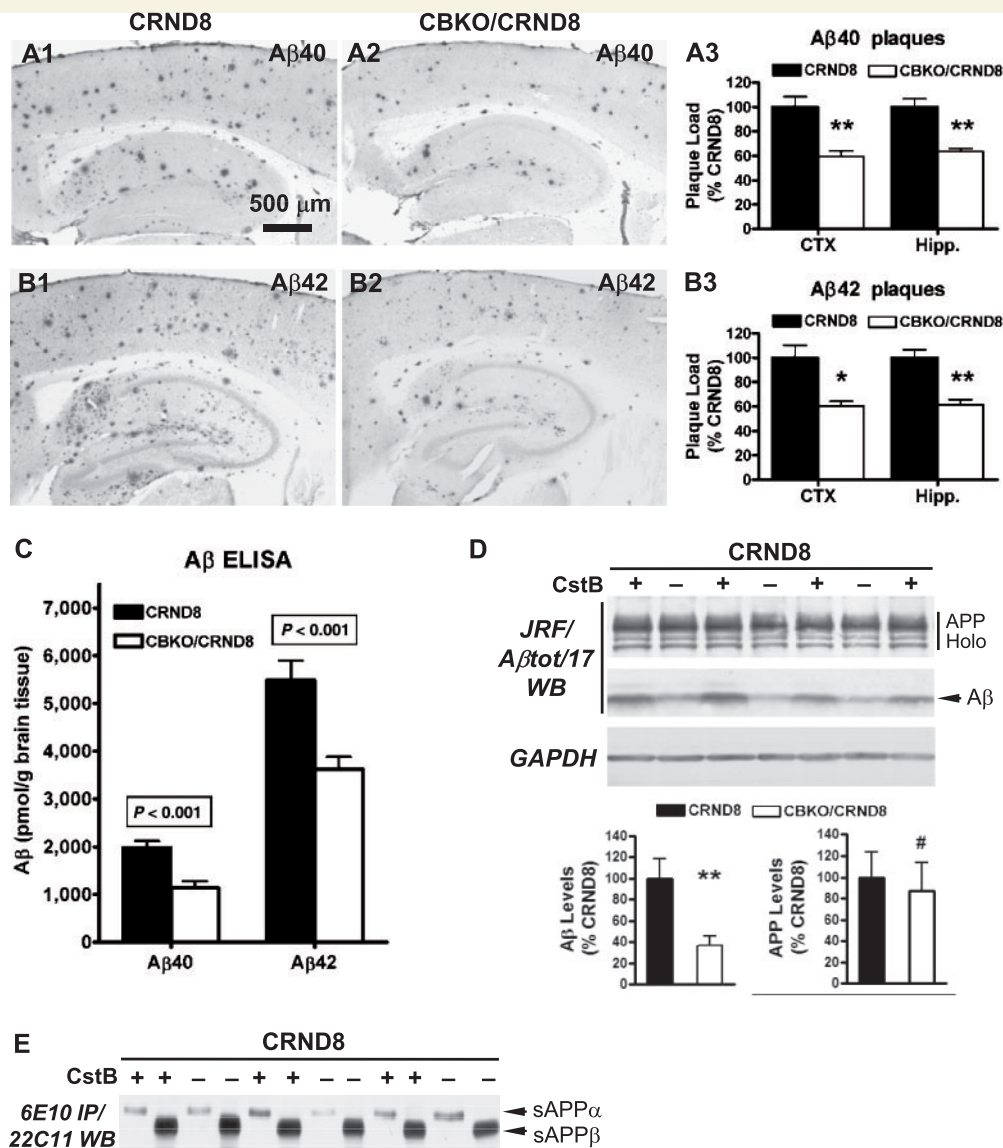 CRND8
CBKO/CRND8
A1
Aβ40
A2
Aβ40
500 μm
A3
Aβ40 plaques
CRND8
CBKO/CRND8
Plaque Load
(% CRND8)
120
100
80
60
40
20
0
**
**
CTX
Hipp.
B1
Aβ42
B2
Aβ42
B3
Aβ42 plaques
CRND8
CBKO/CRND8
Plaque Load
(% CRND8)
120
100
80
60
40
20
0
*
**
CTX
Hipp.
C
Aβ ELISA
CRND8
CBKO/CRND8
Aβ (pmol/g brain tissue)
7,000
6,000
5,000
4,000
3,000
2,000
1,000
0
P < 0.001
P < 0.001
Aβ40
Aβ42
D
CRND8
CstB
+ – + – + – +
JRF/
Aβtot/17
WB
APP
Holo
Aβ
GAPDH
CRND8
CBKO/CRND8
Aβ Levels
(% CRND8)
140
120
100
80
60
40
20
0
**
APP Levels
(% CRND8)
140
120
100
80
60
40
20
0
#
E
CRND8
CstB
+ + – – + + – – + + – –
6E10 IP/
22C11 WB
sAPPα
sAPPβ